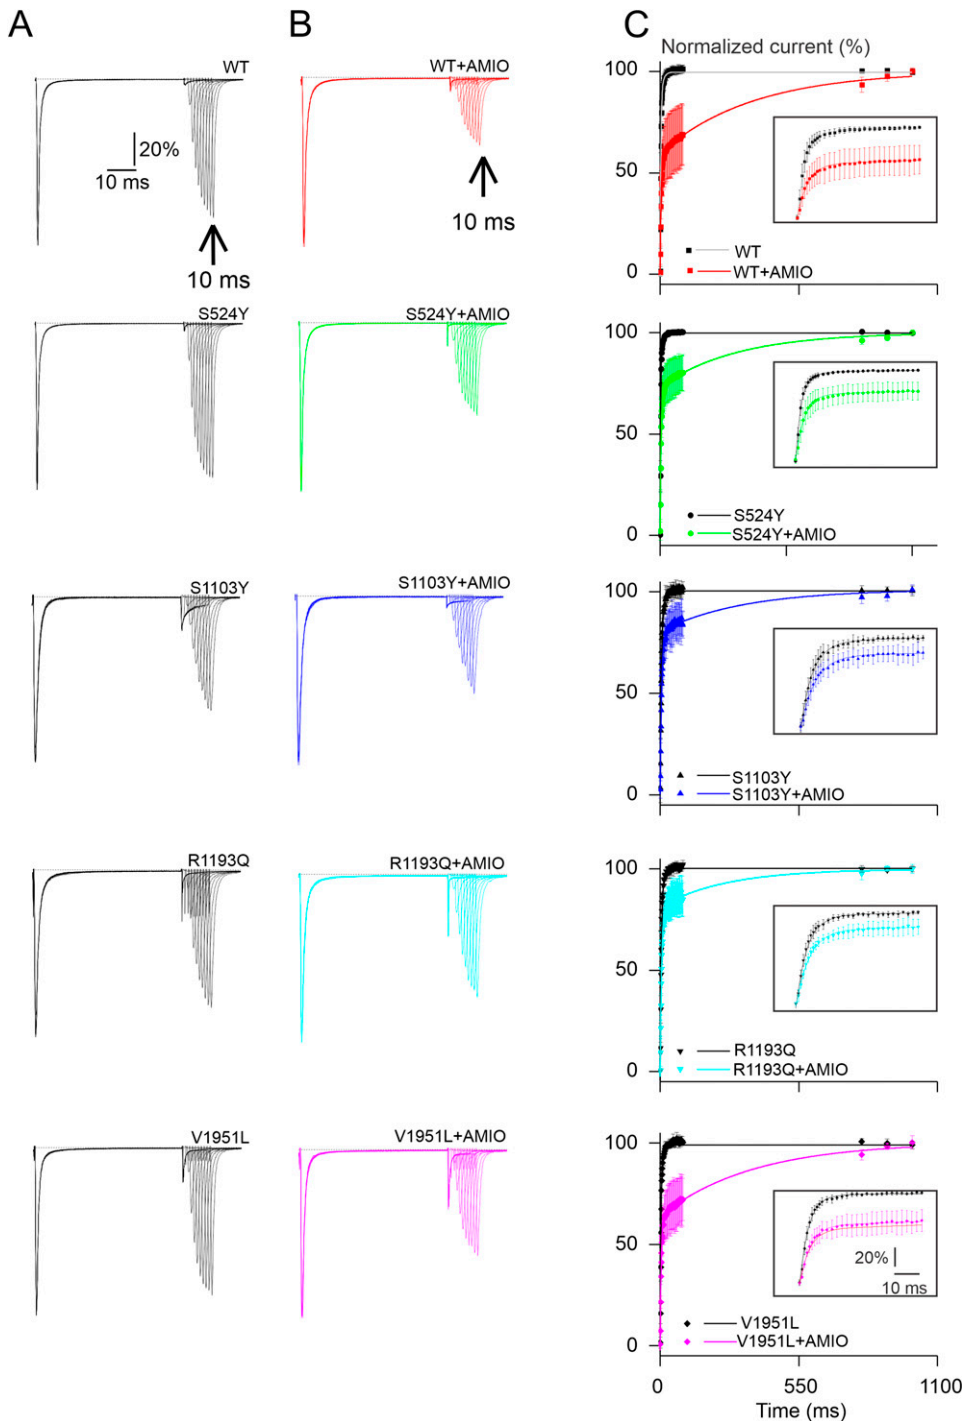 A
B
C
Normalized current (%)
WT
20%
10 ms
10 ms
WT+AMIO
10 ms
100
50
0
WT
WT+AMIO
S524Y
S524Y+AMIO
100
50
0
S524Y
S524Y+AMIO
S1103Y
S1103Y+AMIO
100
50
0
S1103Y
S1103Y+AMIO
R1193Q
R1193Q+AMIO
100
50
0
R1193Q
R1193Q+AMIO
V1951L
V1951L+AMIO
100
50
0
20%
10 ms
V1951L
V1951L+AMIO
0 550 1100
Time (ms)